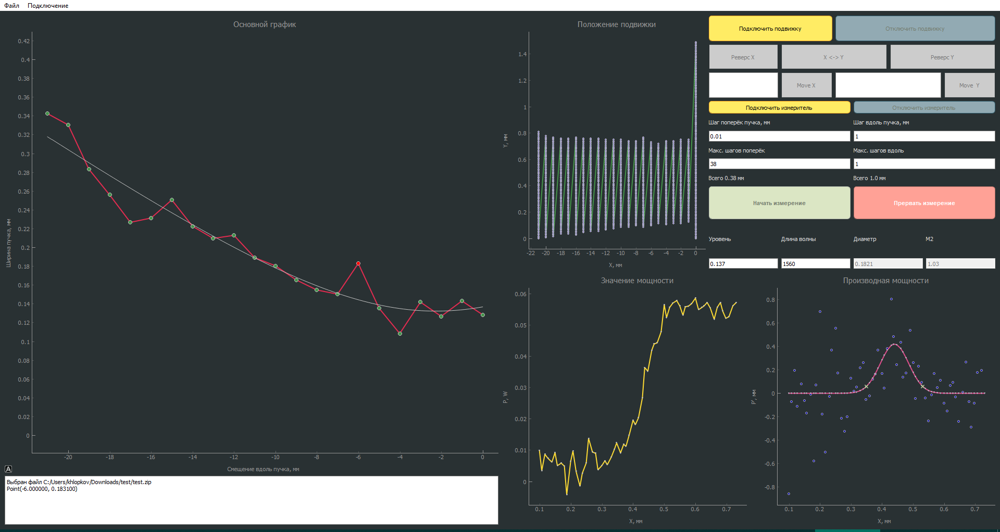 Файл Подключение
Основной график
0.42
0.4
0.38
0.36
0.34
0.32
0.3
0.28
0.26
0.24
0.22
0.2
0.18
0.16
0.14
0.12
0.1
0.08
0.06
0.04
0.02
0
Ширина пучка, мм
-20 -18 -16 -14 -12 -10 -8 -6 -4 -2 0
Смещение вдоль пучка, мм
A
Выбран файл C:/Users/khlopkov/Downloads/test/test.zip
Point(-6.000000, 0.183100)
Положение подвижки
1.4
1.2
1
0.8
0.6
0.4
0.2
0
Y, мм
-22 -20 -18 -16 -14 -12 -10 -8 -6 -4 -2 0
X, мм
Подключить подвижку Отключить подвижку
Реверс X X <-> Y Реверс Y
Move X Move Y
Подключить измеритель Отключить измеритель
Шаг поперёк пучка, мм Шаг вдоль пучка, мм
0.01 1
Макс. шагов поперёк Макс. шагов вдоль
38 1
Всего 0.38 мм Всего 1.0 мм
Начать измерение Прервать измерение
Уровень Длина волны Диаметр M2
0.137 1560 0.1821 1.03
Значение мощности
0.06
0.05
0.04
0.03
0.02
0.01
0
P, W
0.1 0.2 0.3 0.4 0.5 0.6 0.7
X, мм
Производная мощности
0.8
0.6
0.4
0.2
0
-0.2
-0.4
-0.6
-0.8
P', мм
0.1 0.2 0.3 0.4 0.5 0.6 0.7
X, мм